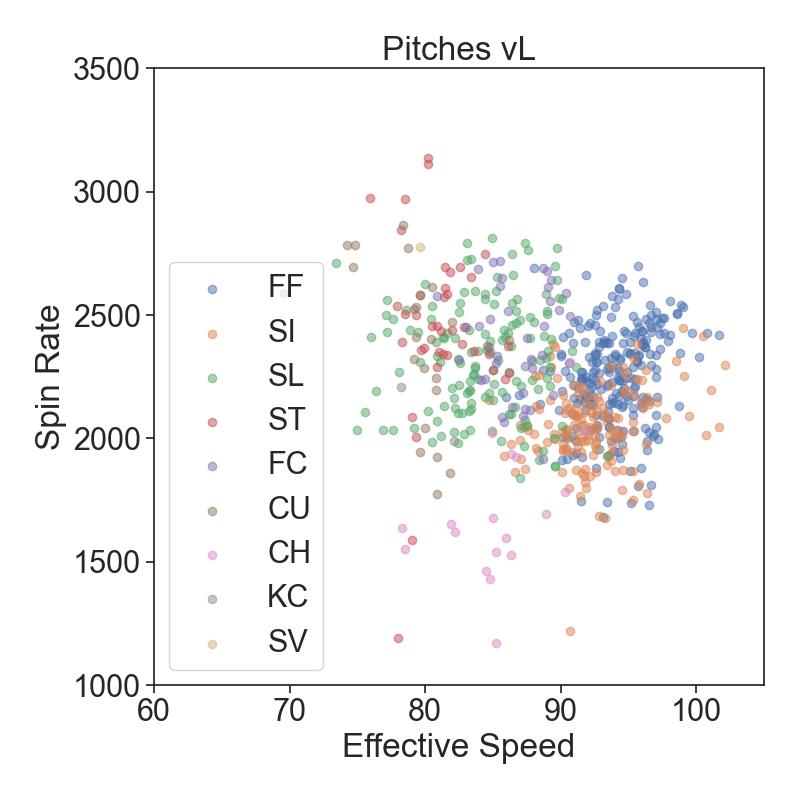 Pitches vL
3500
3000
2500
2000
1500
1000
Spin Rate
FF
SI
SL
ST
FC
CU
CH
KC
SV
60 70 80 90 100
Effective Speed